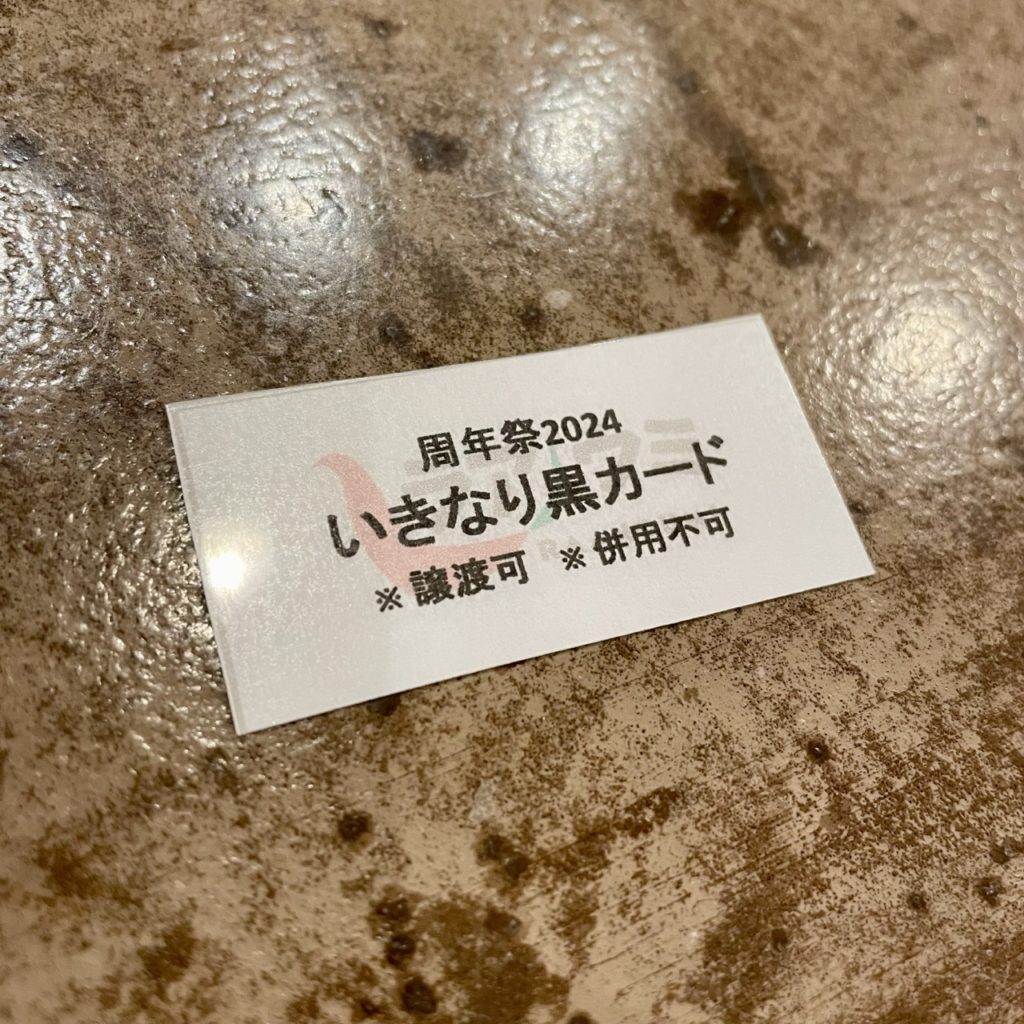 周年祭2024
いきなり黒カード
※ 譲渡可 ※ 併用不可